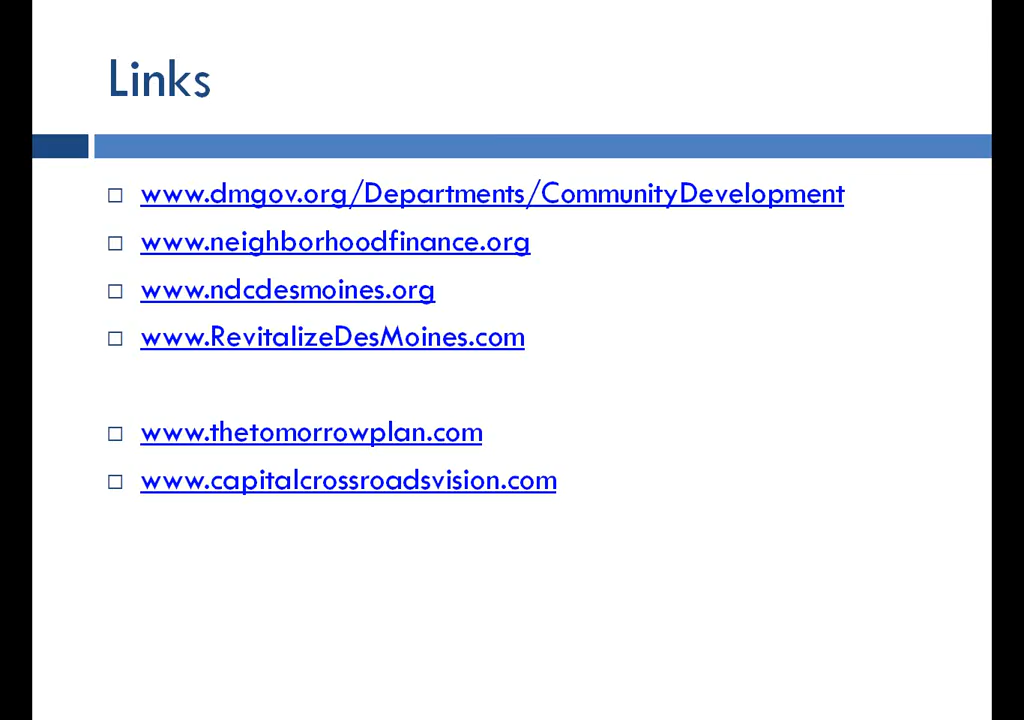 Links
www.dmgov.org/Departments/CommunityDevelopment
www.neighborhoodfinance.org
www.ndcdesmoines.org
www.RevitalizeDesMoines.com
www.thetomorrowplan.com
www.capitalcrossroadsvision.com